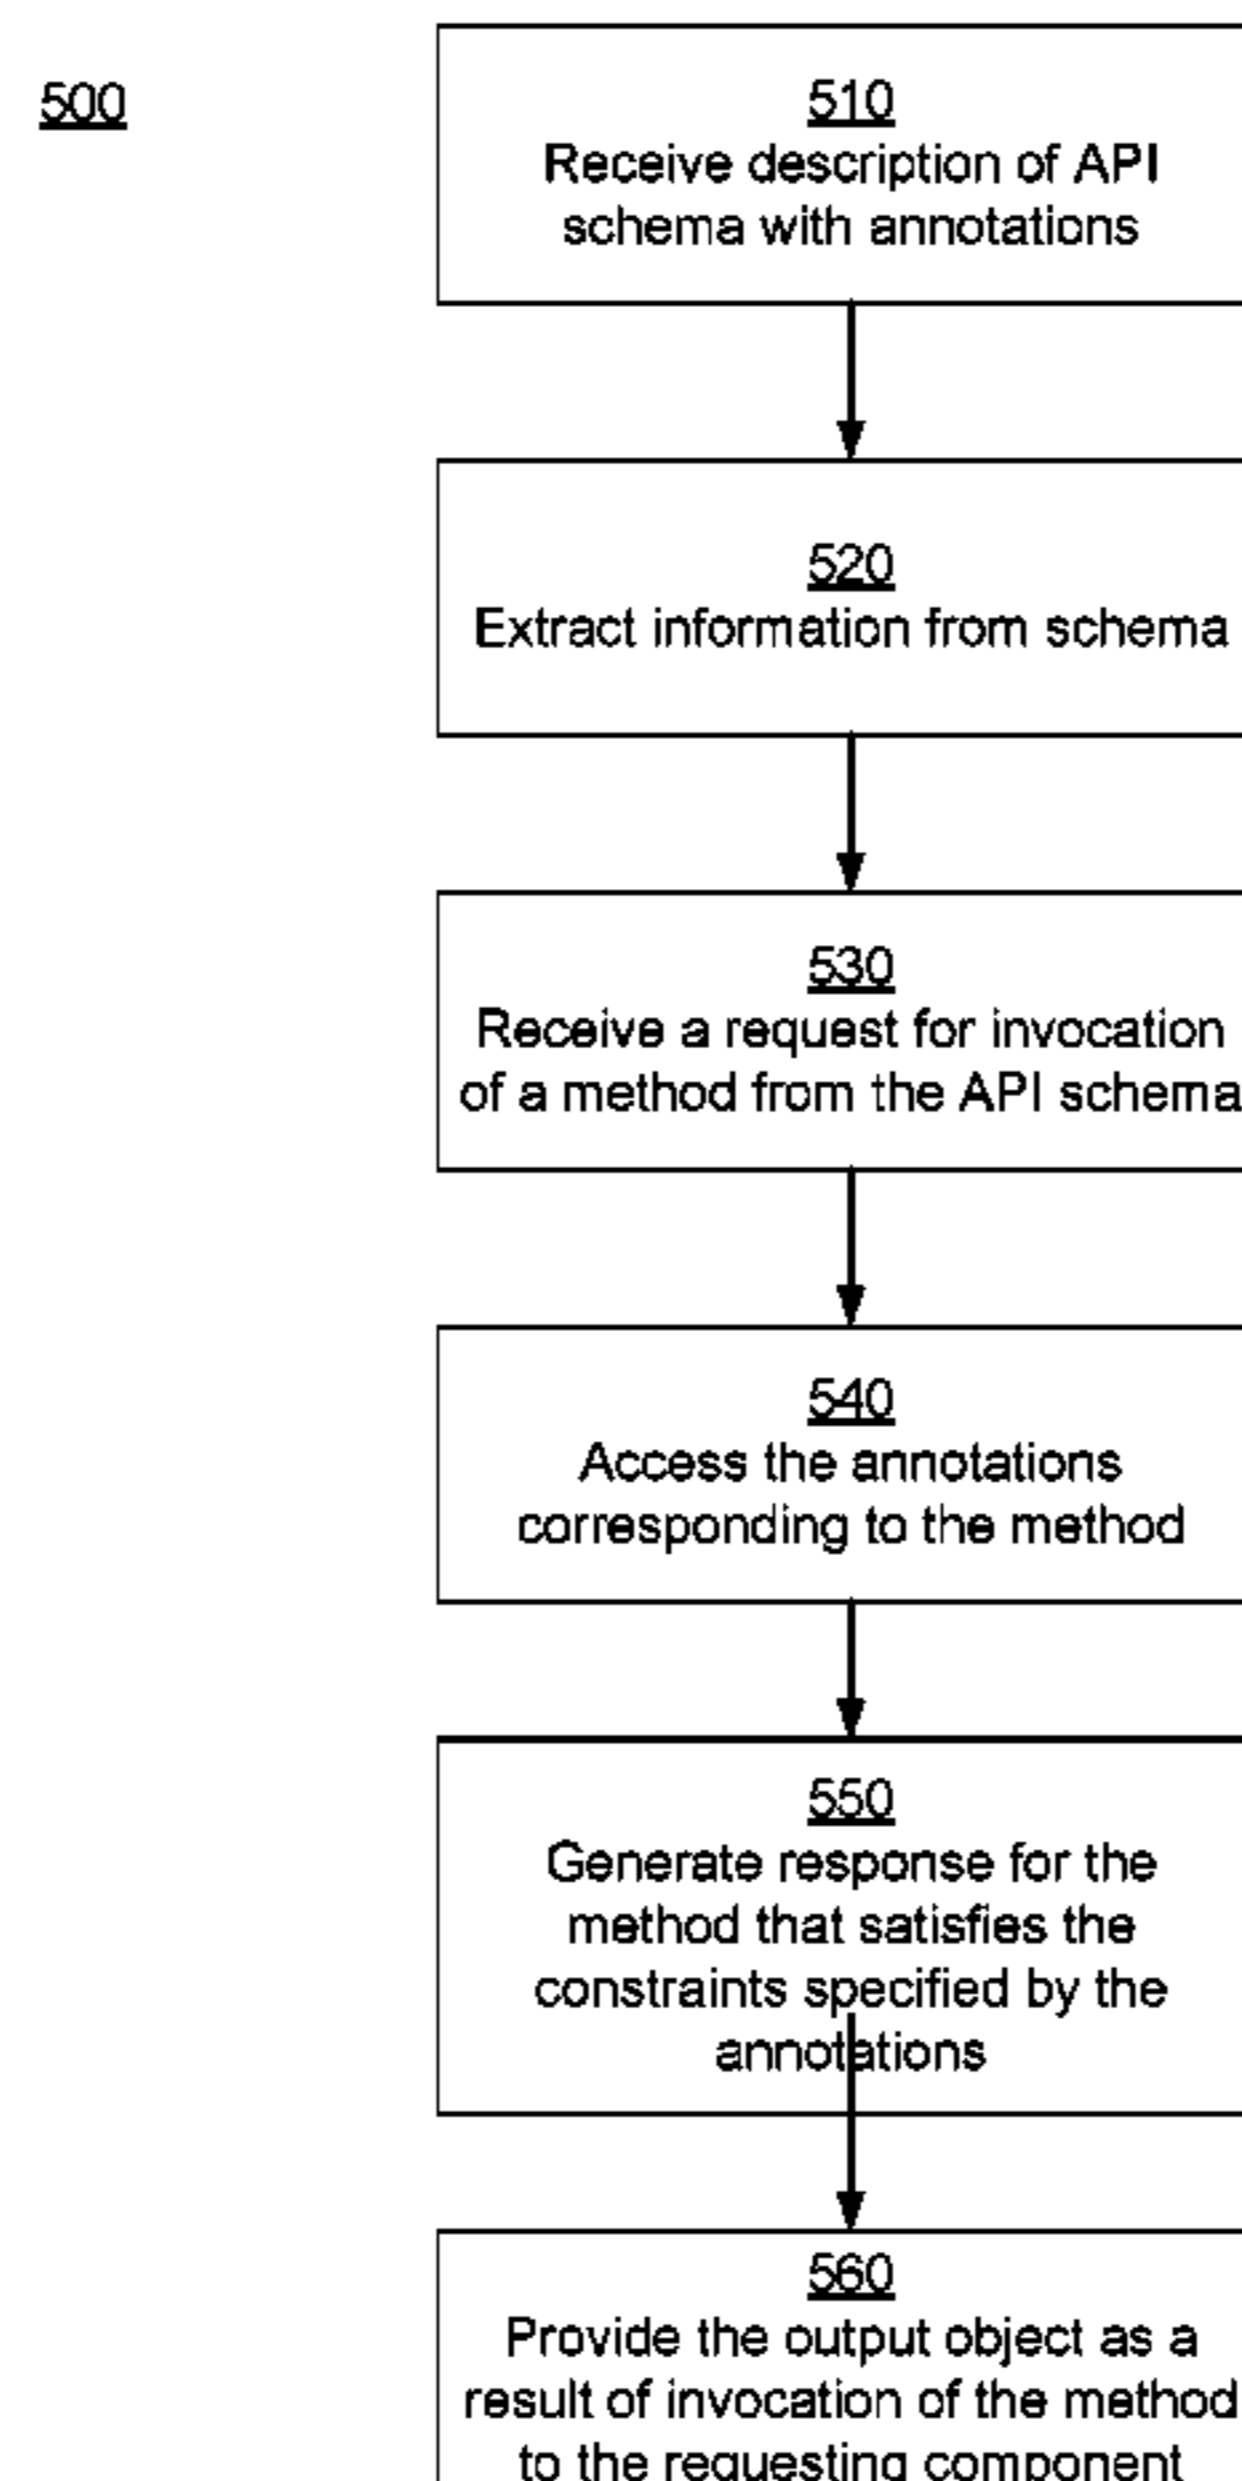 500
510
Receive description of API
schema with annotations
520
Extract information from schema
530
Receive a request for invocation
of a method from the API schema
540
Access the annotations
corresponding to the method
550
Generate response for the
method that satisfies the
constraints specified by the
annotations
560
Provide the output object as a
result of invocation of the method
to the requesting component